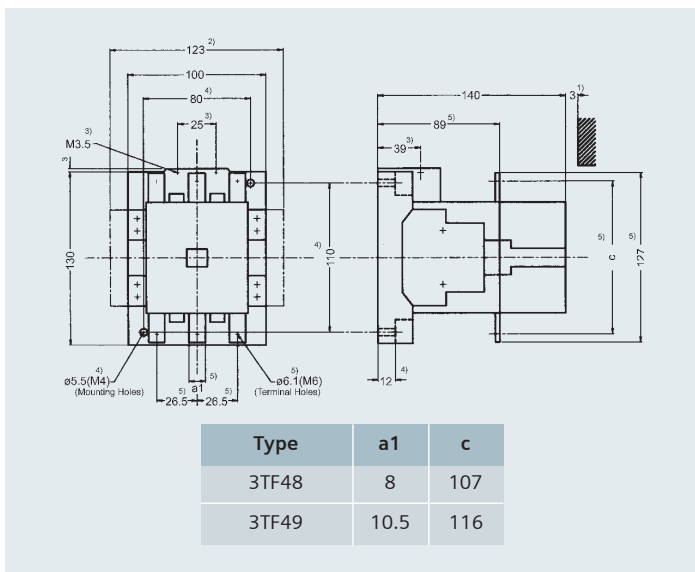 123 2)
100
80 4)
25 3)
M3.5 3)
3
130
110 4)
ø5.5(M4) 4)
(Mounting Holes)
a1 5)
26.5 5)
26.5 5)
ø6.1(M6) 5)
(Terminal Holes)
140
3 1)
89 5)
39 3)
c 5)
127 5)
12 4)
Type a1 c
3TF48 8 107
3TF49 10.5 116